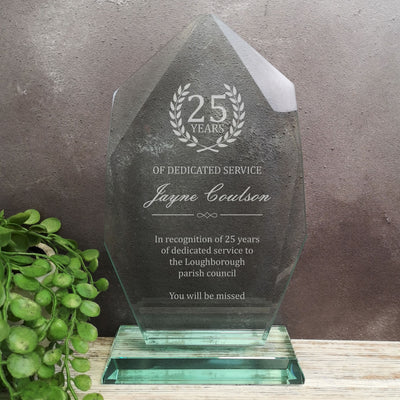 25
YEARS
OF DEDICATED SERVICE
Jayne Coulson
In recognition of 25 years
of dedicated service to
the Loughborough
parish council
You will be missed